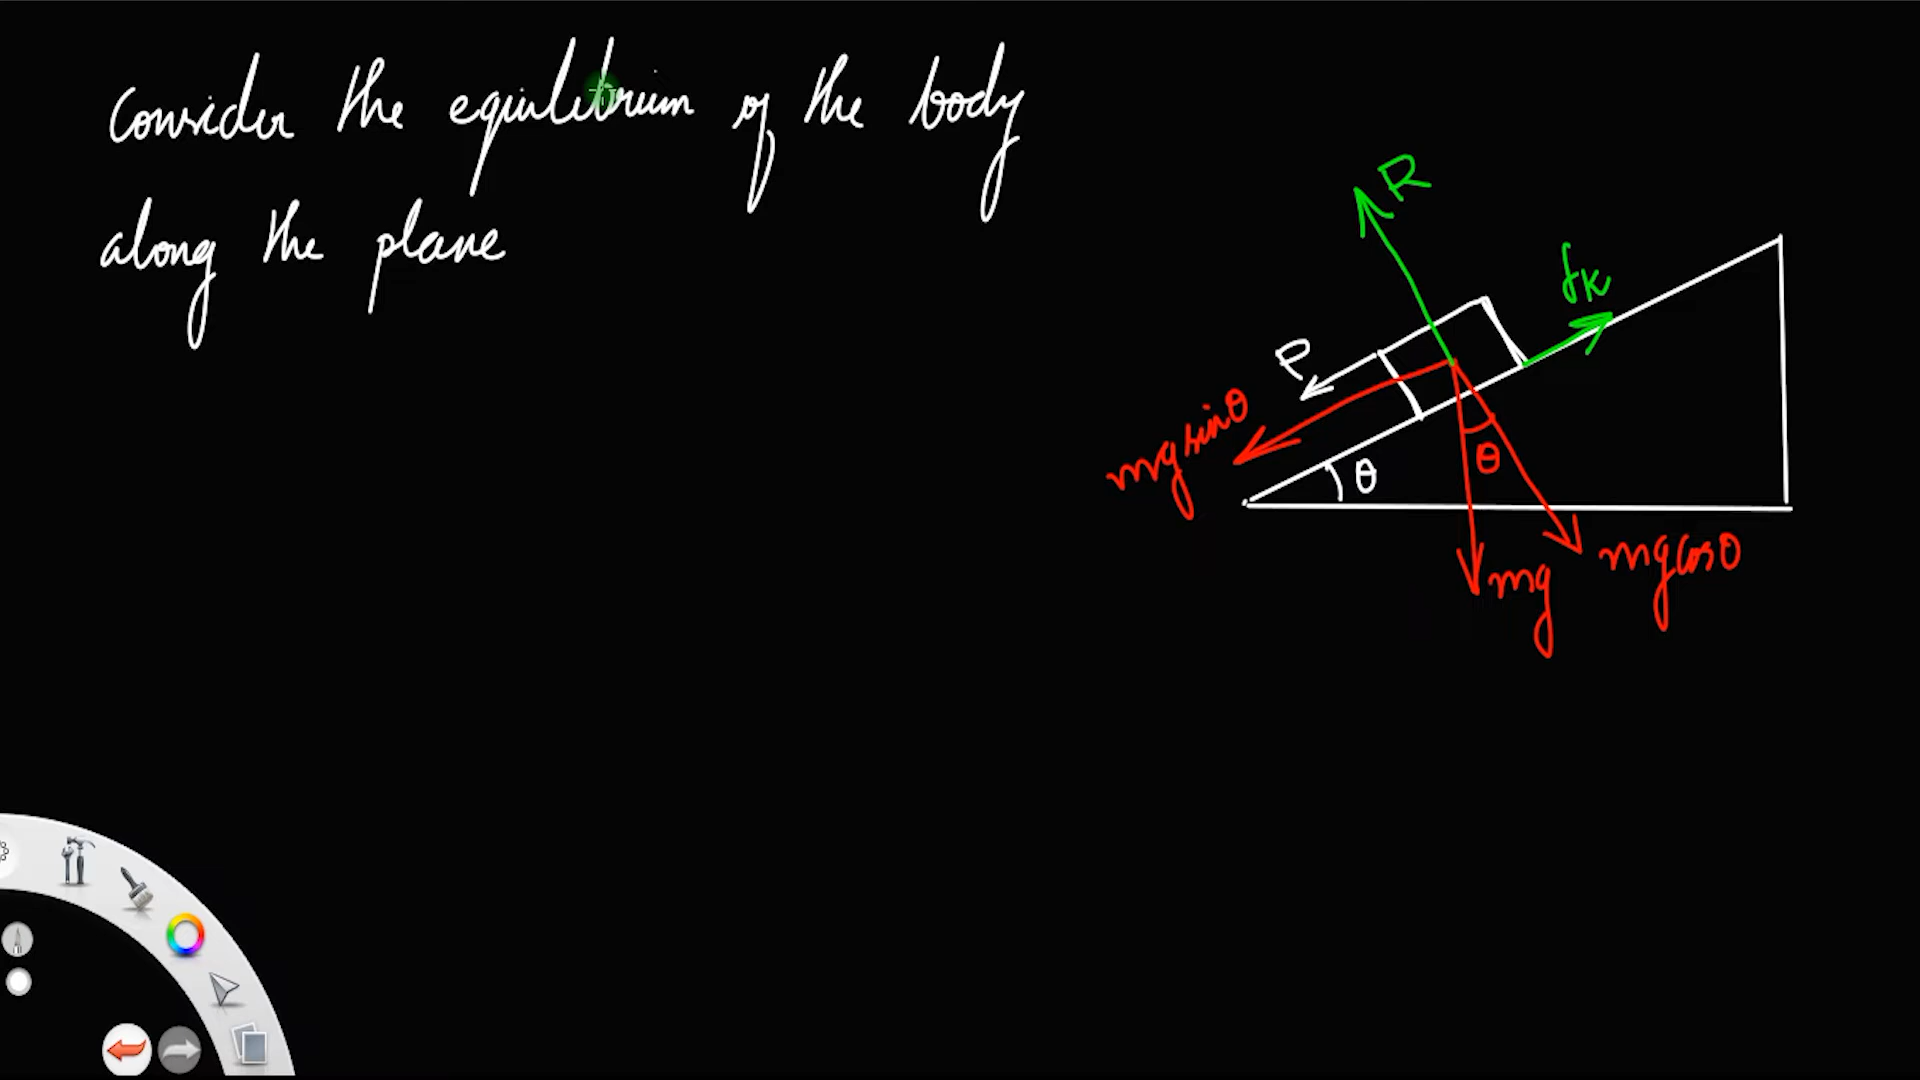 Consider the equilibrium of the body
along the plane
R
fk
P
mg sinθ
θ
θ
mg
mg cosθ